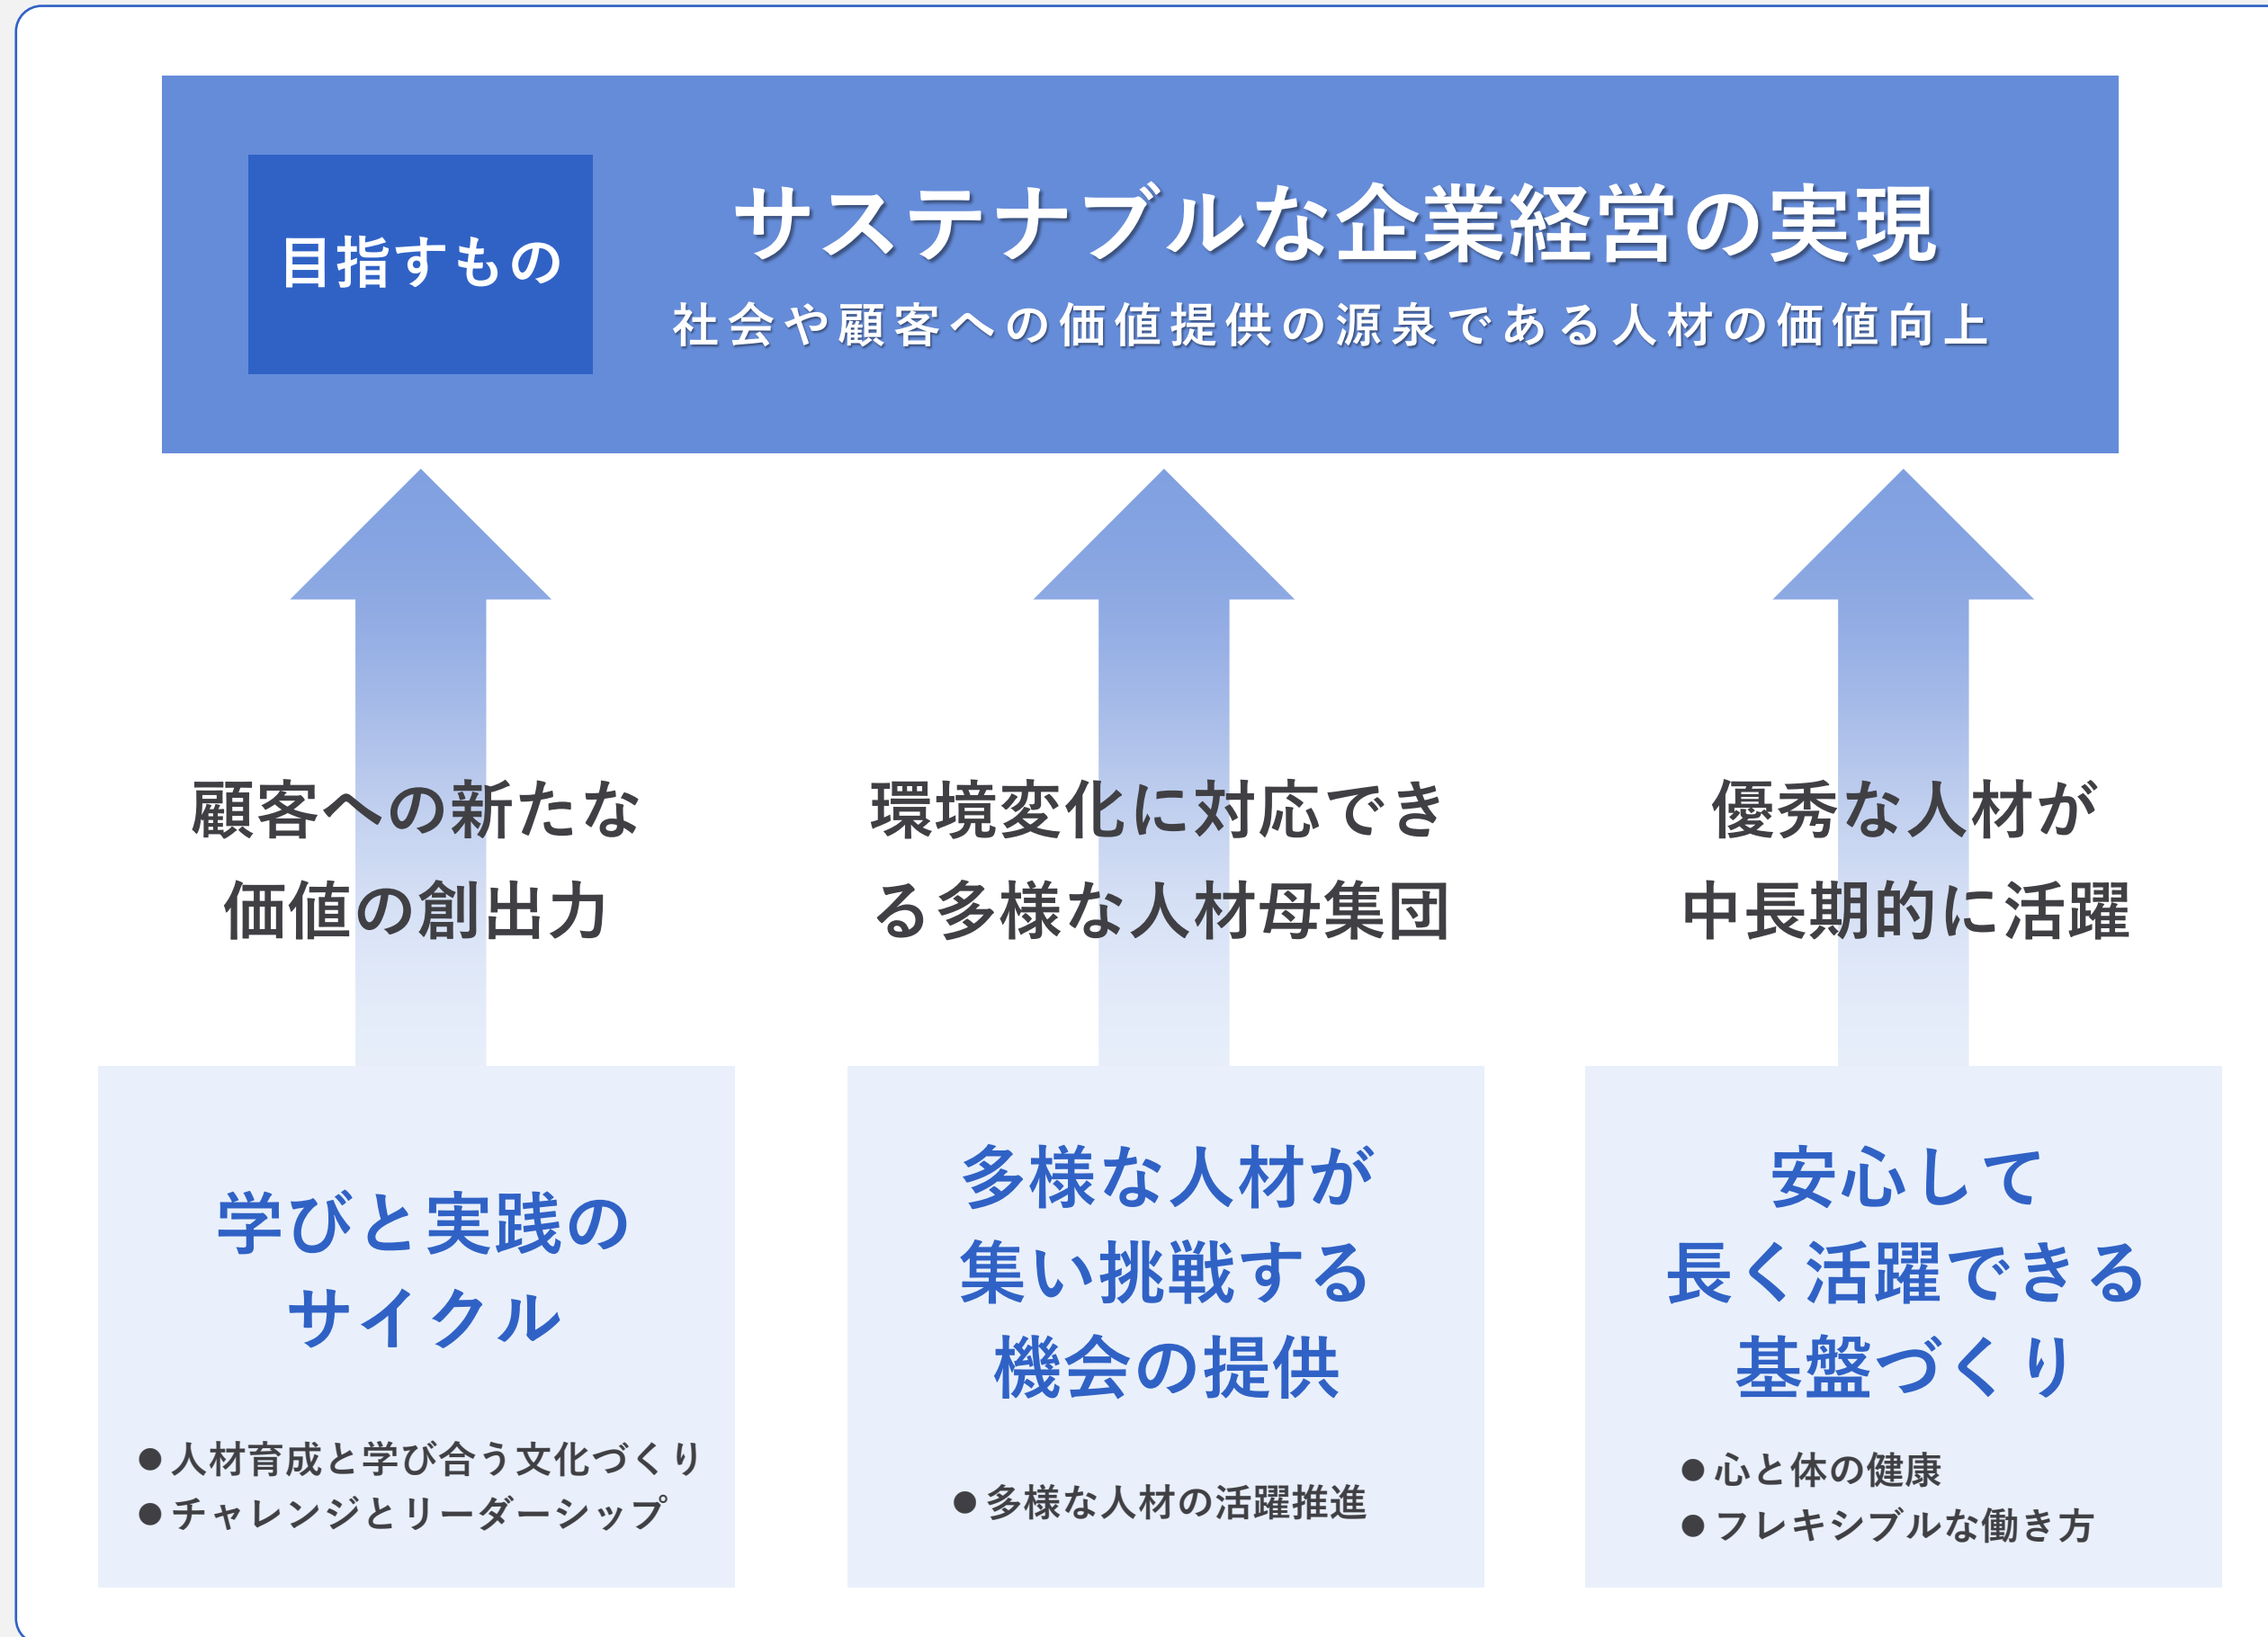 目指すもの
サステナブルな企業経営の実現
社会や顧客への価値提供の源泉である人材の価値向上
顧客への新たな
価値の創出力
環境変化に対応でき
る多様な人材母集団
優秀な人材が
中長期的に活躍
学びと実践の
サイクル
●人材育成と学び合う文化づくり
●チャレンジとリーダーシップ
多様な人材が
集い挑戦する
機会の提供
●多様な人材の活躍推進
安心して
長く活躍できる
基盤づくり
●心と体の健康
●フレキシブルな働き方